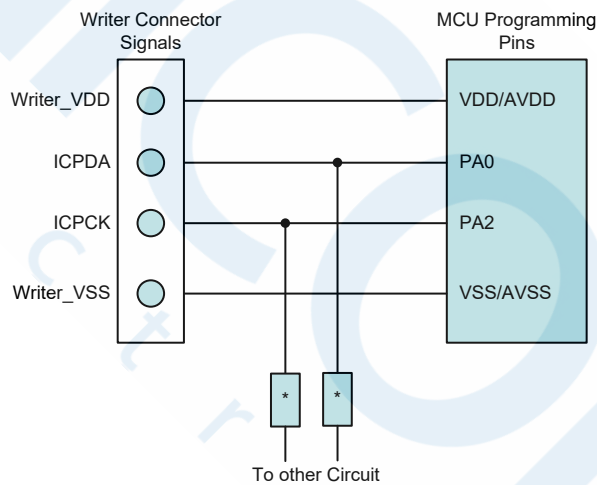 Writer Connector
Signals
MCU Programming
Pins
Writer_VDD
VDD/AVDD
ICPDA
PA0
ICPCK
PA2
Writer_VSS
VSS/AVSS
*
*
To other Circuit
c
t
r